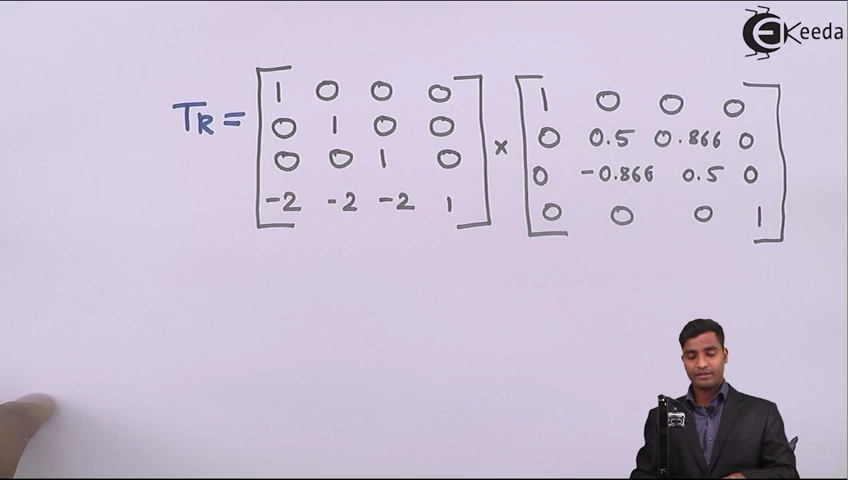 EKeeda
TR = [ 1 0 0 0 ] × [ 1 0 0 0 ]
0 1 0 0 0 0.5 0.866 0
0 0 1 0 0 -0.866 0.5 0
-2 -2 -2 1 0 0 0 1